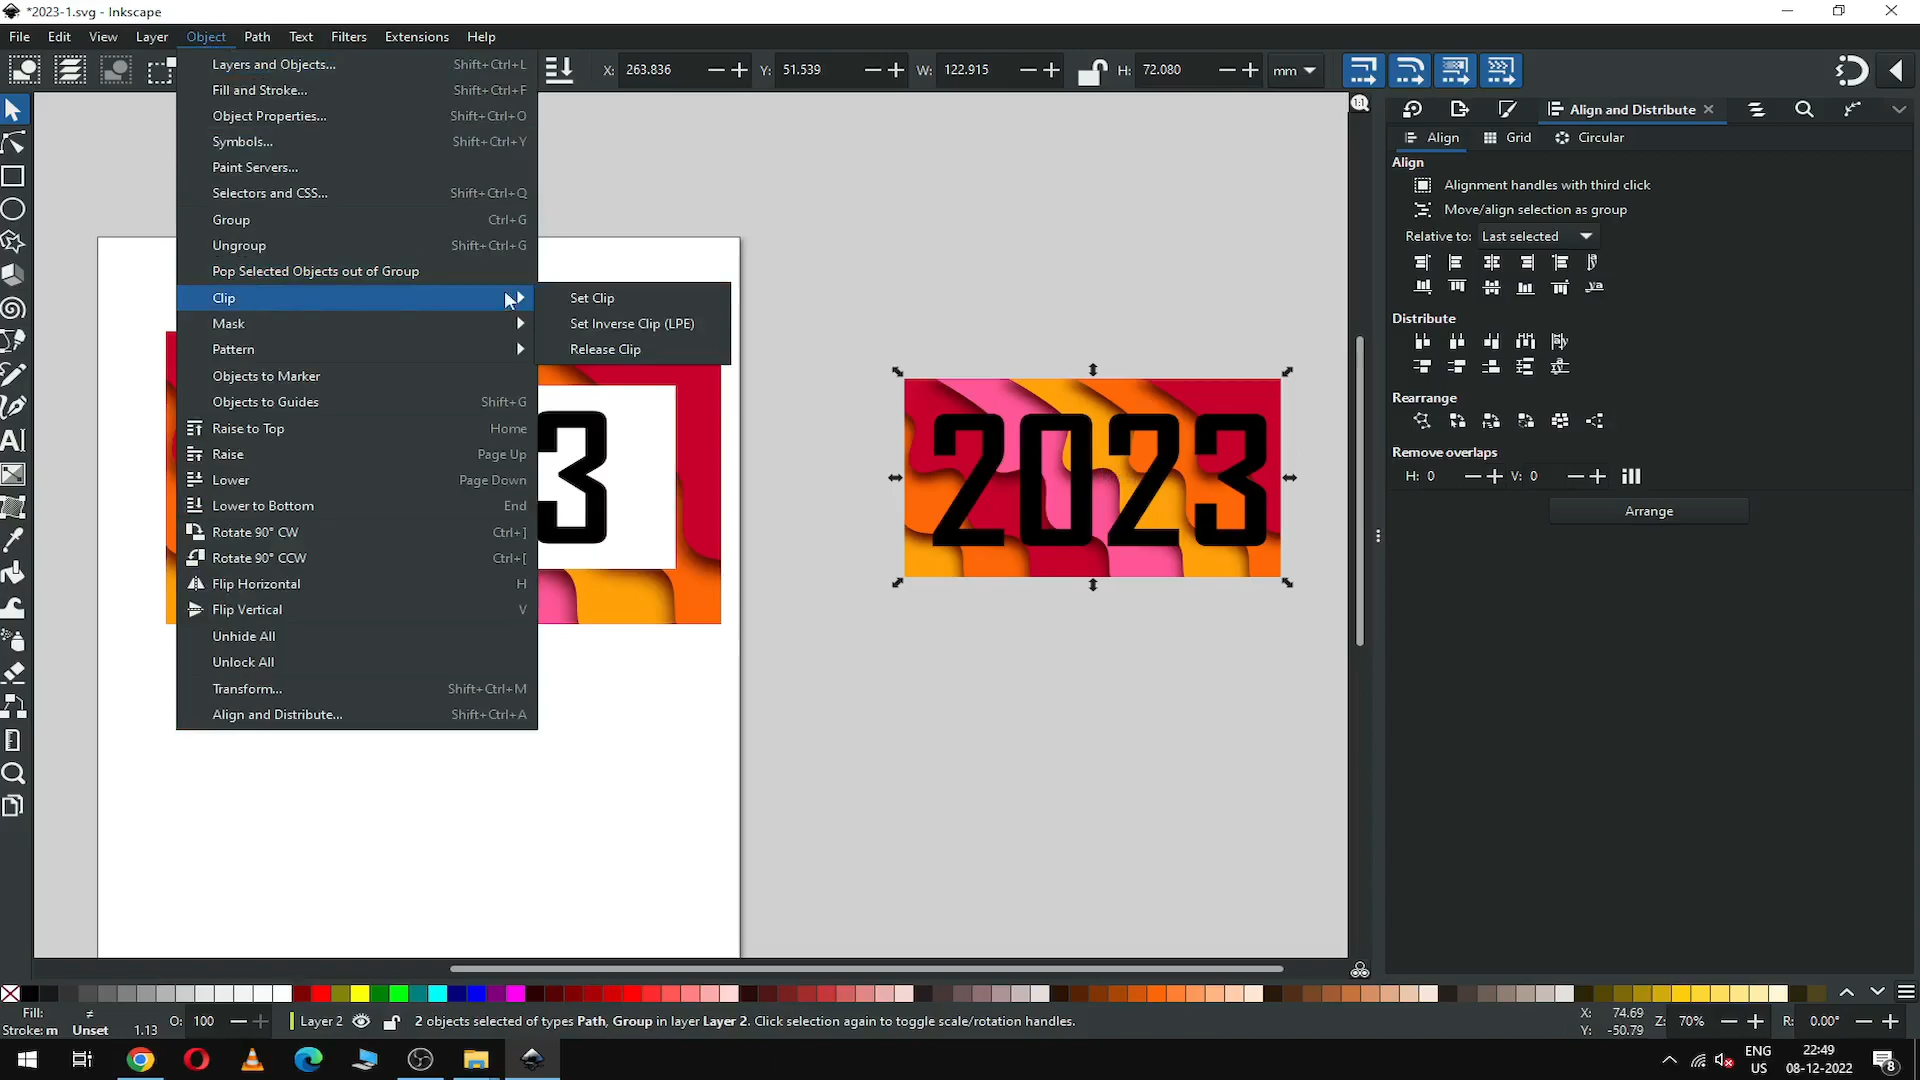 *2023-1.svg - Inkscape
File Edit View Layer Object Path Text Filters Extensions Help
X: 263.836 Y: 51.539 W: 122.915 H: 72.080 mm
Layers and Objects... Shift+Ctrl+L
Fill and Stroke... Shift+Ctrl+F
Object Properties... Shift+Ctrl+O
Symbols... Shift+Ctrl+Y
Paint Servers...
Selectors and CSS... Shift+Ctrl+Q
Group Ctrl+G
Ungroup Shift+Ctrl+G
Pop Selected Objects out of Group
Clip
Mask
Pattern
Objects to Marker
Objects to Guides Shift+G
Raise to Top Home
Raise Page Up
Lower Page Down
Lower to Bottom End
Rotate 90° CW Ctrl+]
Rotate 90° CCW Ctrl+[
Flip Horizontal H
Flip Vertical V
Unhide All
Unlock All
Transform... Shift+Ctrl+M
Align and Distribute... Shift+Ctrl+A
Set Clip
Set Inverse Clip (LPE)
Release Clip
3
2023
1:1
Align and Distribute
Align Grid Circular
Align
Alignment handles with third click
Move/align selection as group
Relative to: Last selected
Distribute
Rearrange
Remove overlaps
H: 0 V: 0
Arrange
Fill: ≠
Stroke: m Unset 1.13
O: 100
Layer 2
2 objects selected of types Path, Group in layer Layer 2. Click selection again to toggle scale/rotation handles.
X: 74.69
Y: -50.79
Z: 70%
R: 0.00°
ENG
US
22:49
08-12-2022
8